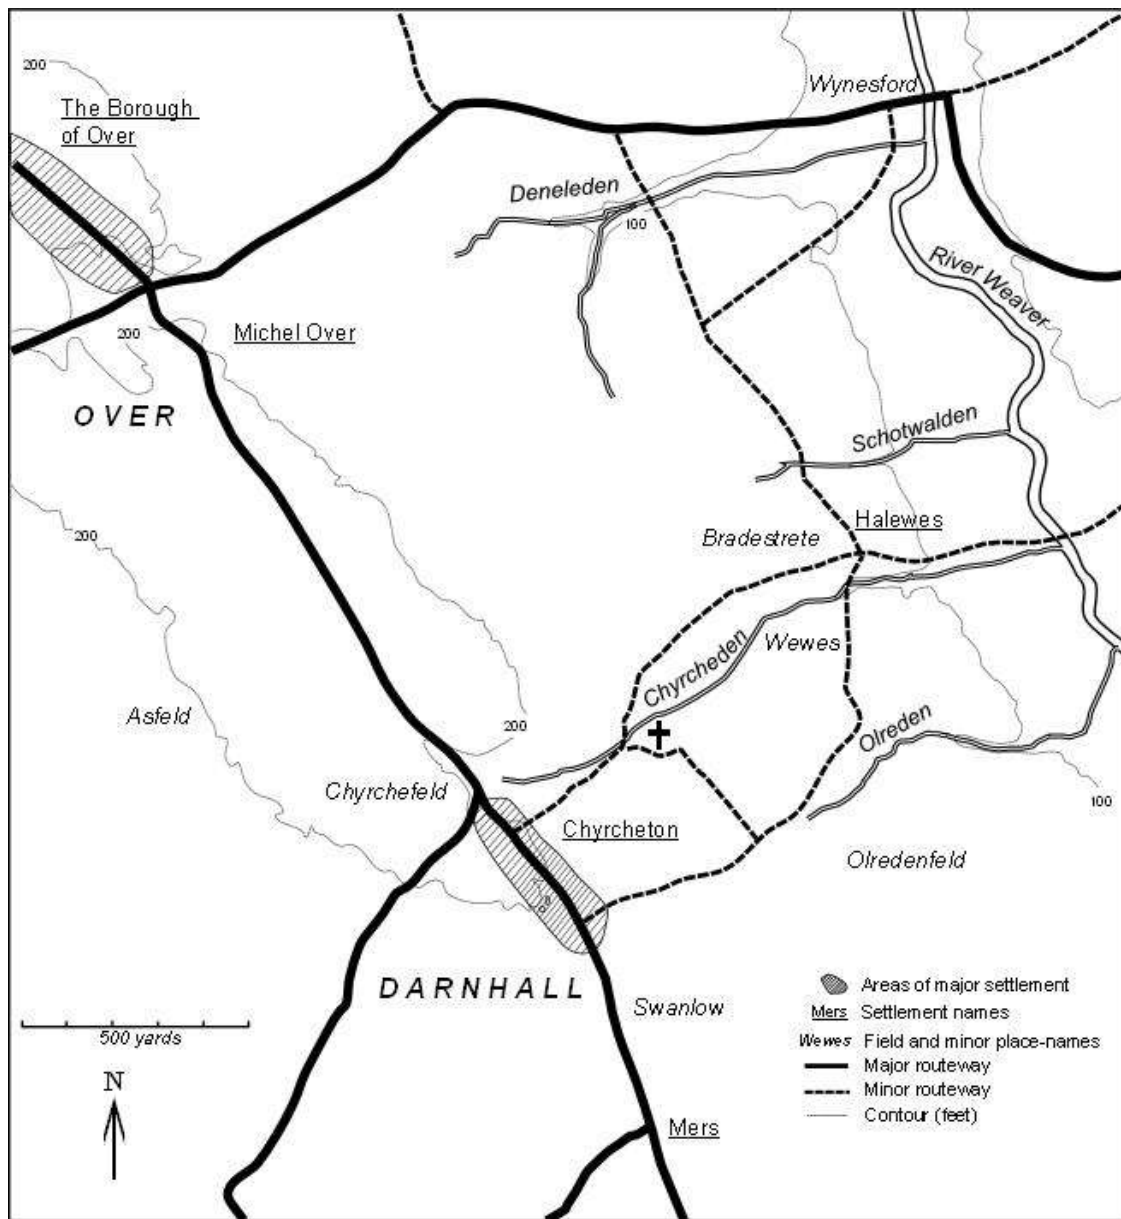 Wynesford
200
The Borough
of Over
Deneleden
100
River Weaver
200
Michel Over
OVER
Schotwalden
Halewes
200
Bradestrete
Chyrcheden
Wewes
Asfeld
200
Olreden
Chyrchefeld
100
Chyrcheton
Olredenfeld
DARNHALL
Swanlow
500 yards
N
Mers
Areas of major settlement
Mers Settlement names
Wewes Field and minor place-names
Major routeway
Minor routeway
Contour (feet)